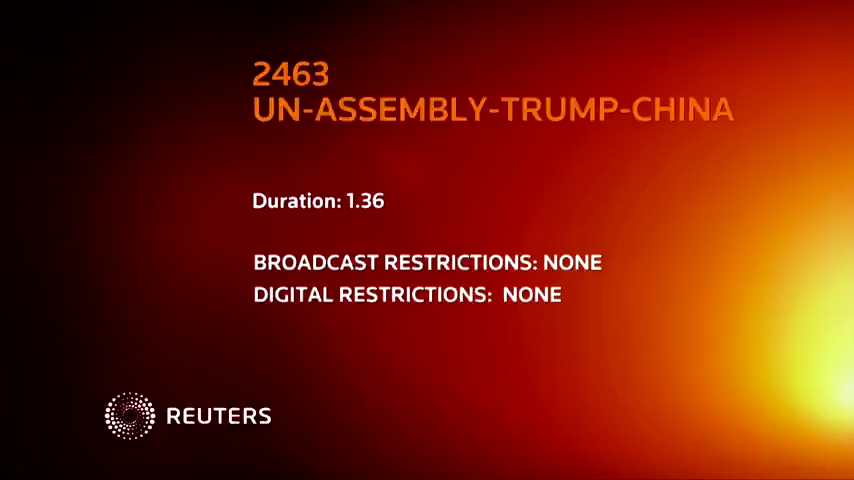 2463
UN-ASSEMBLY-TRUMP-CHINA
Duration: 1.36
BROADCAST RESTRICTIONS: NONE
DIGITAL RESTRICTIONS: NONE
REUTERS